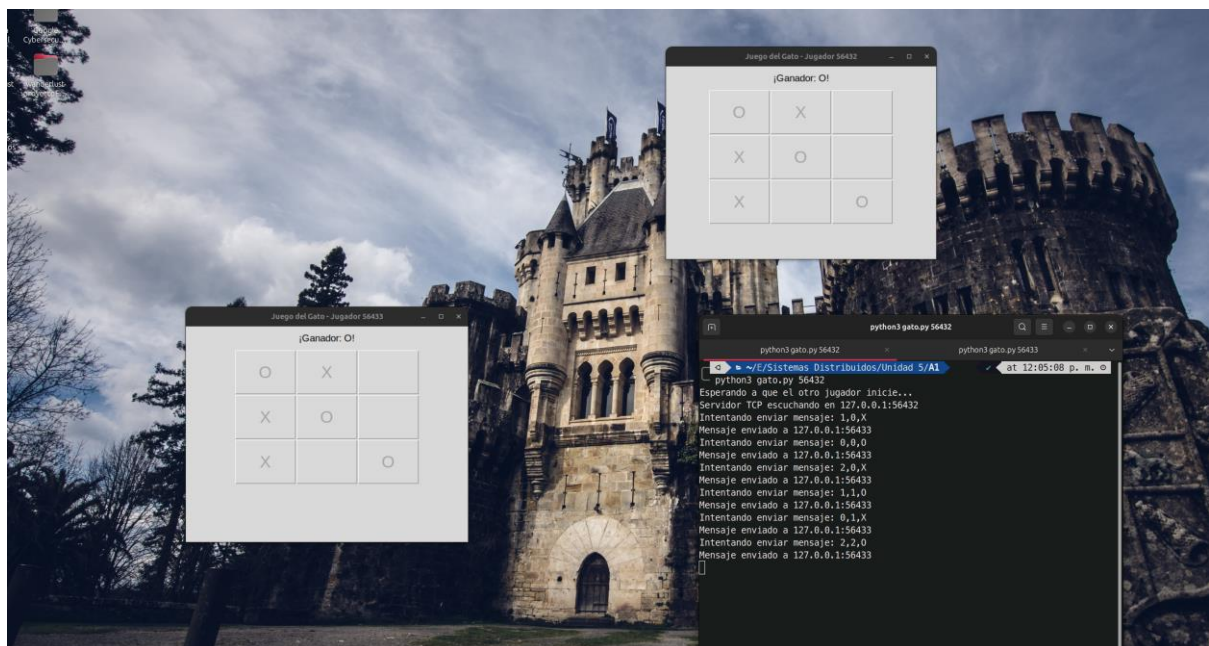 Google
Cybersecu...
Wanderlust
Juego del Gato - Jugador 56432
¡Ganador: O!
O X
X O
X O
Juego del Gato - Jugador 56433
¡Ganador: O!
O X
X O
X O
python3 gato.py 56432
python3 gato.py 56432
python3 gato.py 56433
~/E/Sistemas Distribuidos/Unidad 5/A1
at 12:05:08 p. m.
python3 gato.py 56432
Esperando a que el otro jugador inicie...
Servidor TCP escuchando en 127.0.0.1:56432
Intentando enviar mensaje: 1,0,X
Mensaje enviado a 127.0.0.1:56433
Intentando enviar mensaje: 0,0,O
Mensaje enviado a 127.0.0.1:56433
Intentando enviar mensaje: 2,0,X
Mensaje enviado a 127.0.0.1:56433
Intentando enviar mensaje: 1,1,O
Mensaje enviado a 127.0.0.1:56433
Intentando enviar mensaje: 0,1,X
Mensaje enviado a 127.0.0.1:56433
Intentando enviar mensaje: 2,2,O
Mensaje enviado a 127.0.0.1:56433